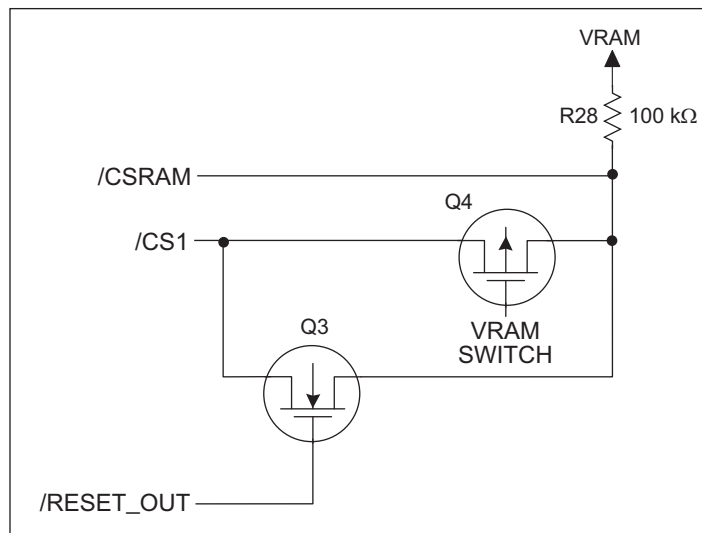 VRAM
R28 100 kΩ
/CSRAM
Q4
/CS1
VRAM
SWITCH
Q3
/RESET_OUT